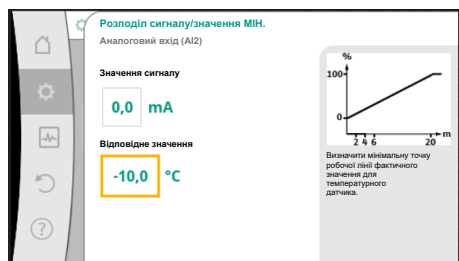 Розподіл сигналу/значення МІН.
Аналоговий вхід (AI2)
Значення сигналу
0,0 mA
Відповідне значення
-10,0 °C
%
100
0
2 4 6 20
m
Визначити мінімальну точку
робочої лінії фактичного
значення для
температурного
датчика.